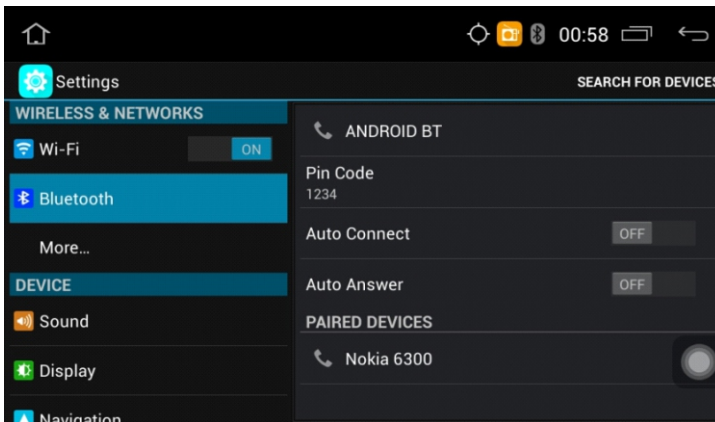 00:58
Settings
SEARCH FOR DEVICES
WIRELESS & NETWORKS
Wi-Fi ON
Bluetooth
More...
DEVICE
Sound
Display
Navigation
ANDROID BT
Pin Code
1234
Auto Connect OFF
Auto Answer OFF
PAIRED DEVICES
Nokia 6300